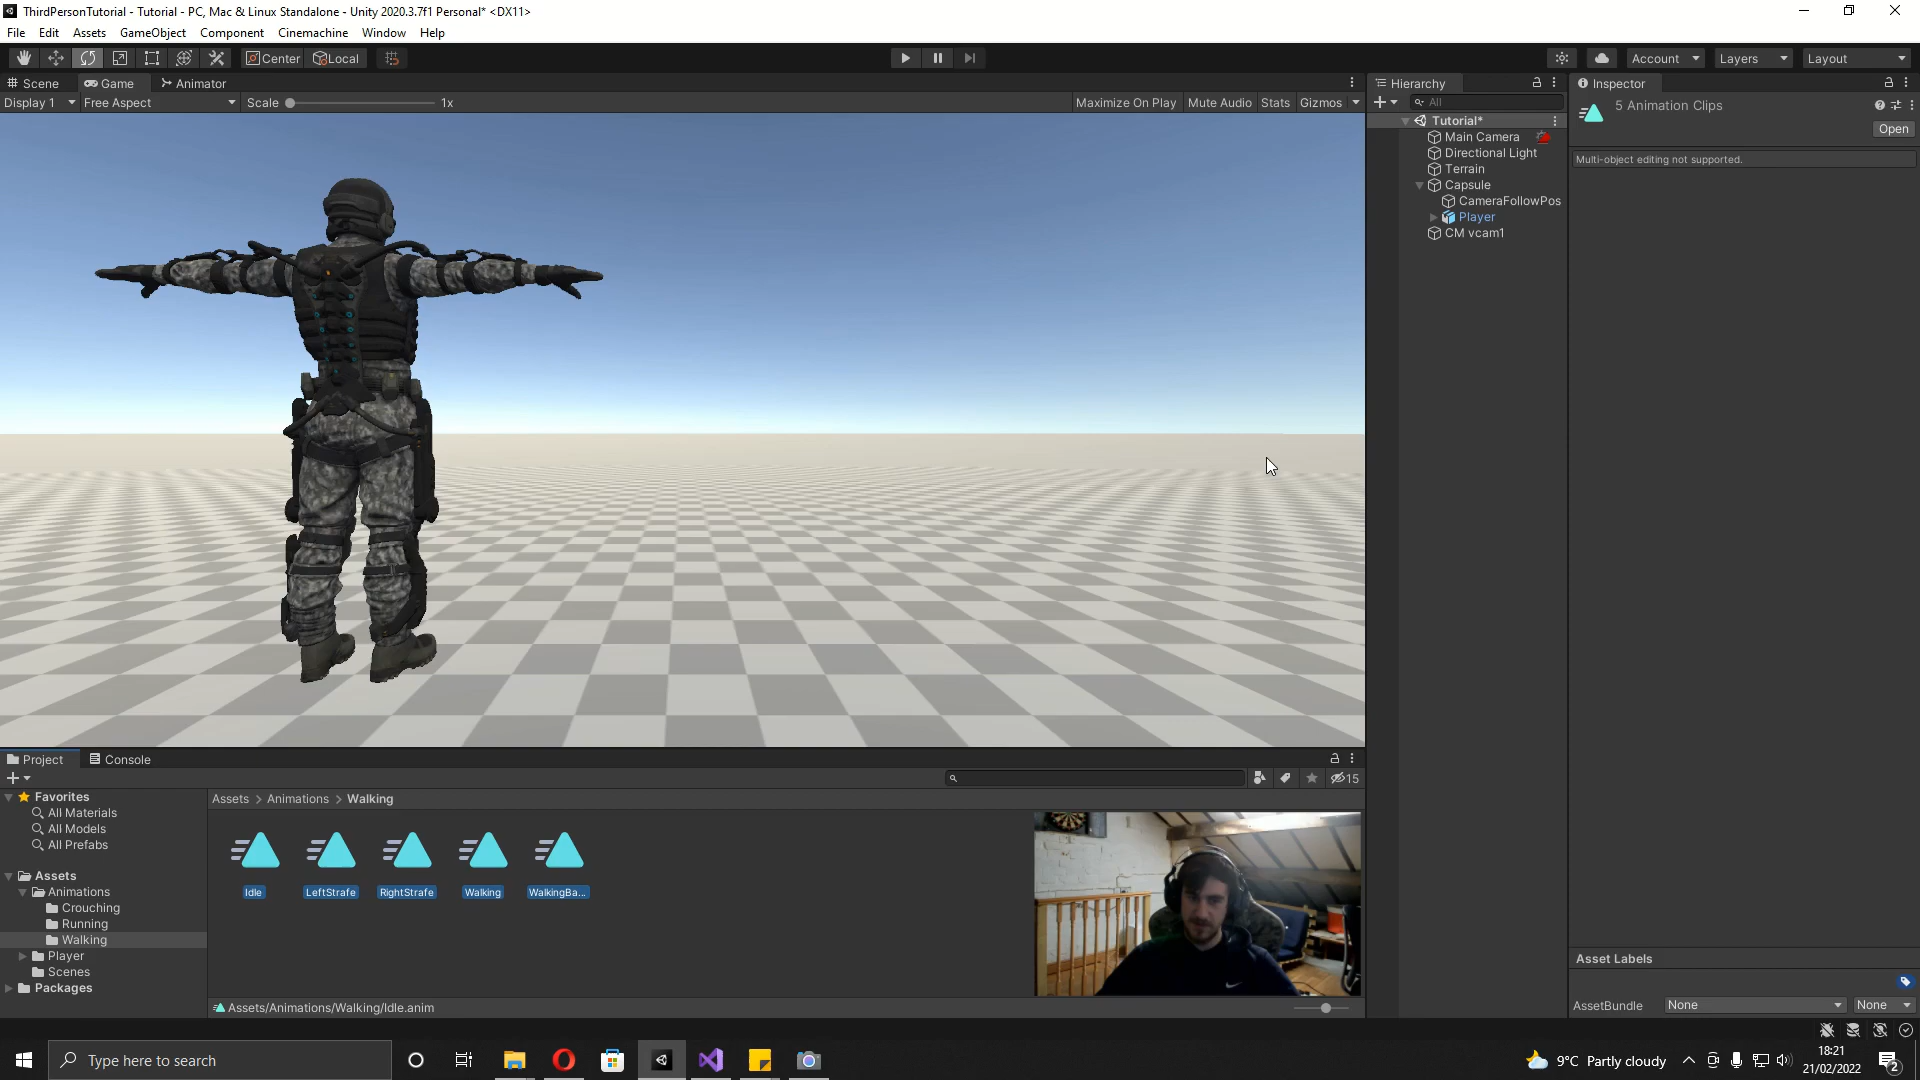 ThirdPersonTutorial - Tutorial - PC, Mac & Linux Standalone - Unity 2020.3.7f1 Personal* <DX11>
File Edit Assets GameObject Component Cinemachine Window Help
Center Local Account Layers Layout
Scene Game Animator
Display 1 Free Aspect Scale 1x Maximize On Play Mute Audio Stats Gizmos
Hierarchy
All
Tutorial*
Main Camera
Directional Light
Terrain
Capsule
CameraFollowPos
Player
CM vcam1
Inspector
5 Animation Clips
Open
Multi-object editing not supported.
Asset Labels
AssetBundle None None
Project Console
15
Favorites
All Materials
All Models
All Prefabs
Assets
Animations
Crouching
Running
Walking
Player
Scenes
Packages
Assets > Animations > Walking
Idle LeftStrafe RightStrafe Walking WalkingBa...
Assets/Animations/Walking/Idle.anim
Type here to search
9°C Partly cloudy
18:21
21/02/2022
2